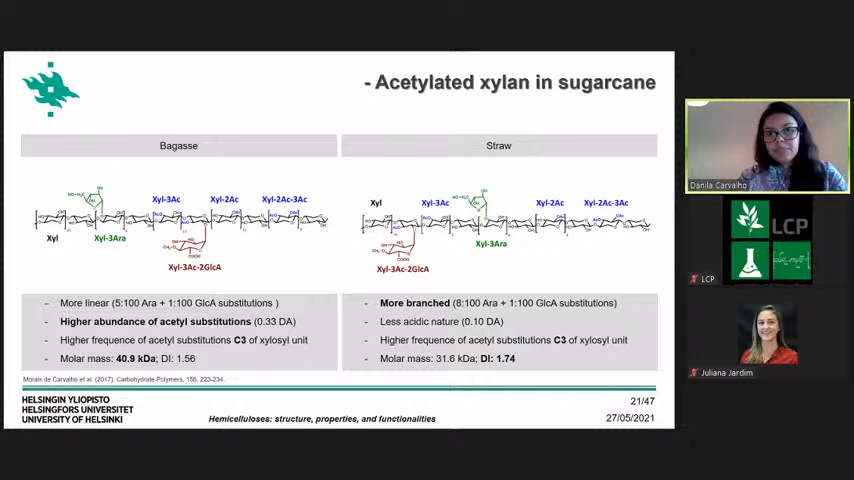 - Acetylated xylan in sugarcane
Bagasse
Straw
Xyl-3Ac
Xyl-2Ac
Xyl-2Ac-3Ac
Xyl
Xyl-3Ara
Xyl-3Ac-2GlcA
Xyl
Xyl-3Ac
Xyl-2Ac
Xyl-2Ac-3Ac
Xyl-3Ara
Xyl-3Ac-2GlcA
- More linear (5:100 Ara + 1:100 GlcA substitutions )
- Higher abundance of acetyl substitutions (0.33 DA)
- Higher frequence of acetyl substitutions C3 of xylosyl unit
- Molar mass: 40.9 kDa; DI: 1.56
- More branched (8:100 Ara + 1:100 GlcA substitutions)
- Less acidic nature (0.10 DA)
- Higher frequence of acetyl substitutions C3 of xylosyl unit
- Molar mass: 31.6 kDa; DI: 1.74
Morais de Carvalho et al. (2017). Carbohydrate Polymers, 156, 223-234.
HELSINGIN YLIOPISTO
HELSINGFORS UNIVERSITET
UNIVERSITY OF HELSINKI
Hemicelluloses: structure, properties, and functionalities
21/47
27/05/2021
Danila Carvalho
LCP
LCP
Juliana Jardim